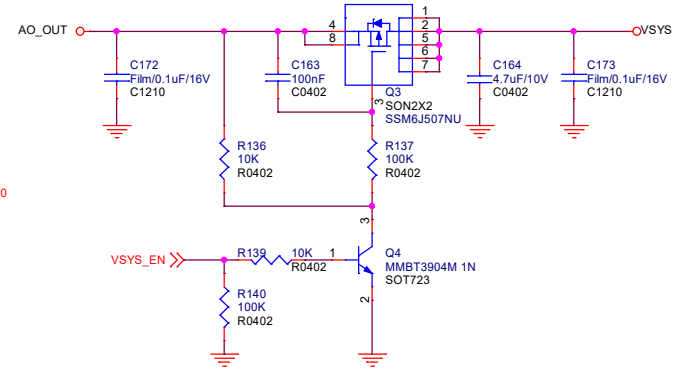 AO_OUT
4
8
1
2
5
6
7
VSYS
C172
Film/0.1uF/16V
C1210
C163
100nF
C0402
Q3
SON2X2
SSM6J507NU
3
C164
4.7uF/10V
C0402
C173
Film/0.1uF/16V
C1210
R136
10K
R0402
R137
100K
R0402
0
3
VSYS_EN
R139
10K
R0402
1
Q4
MMBT3904M 1N
SOT723
2
R140
100K
R0402